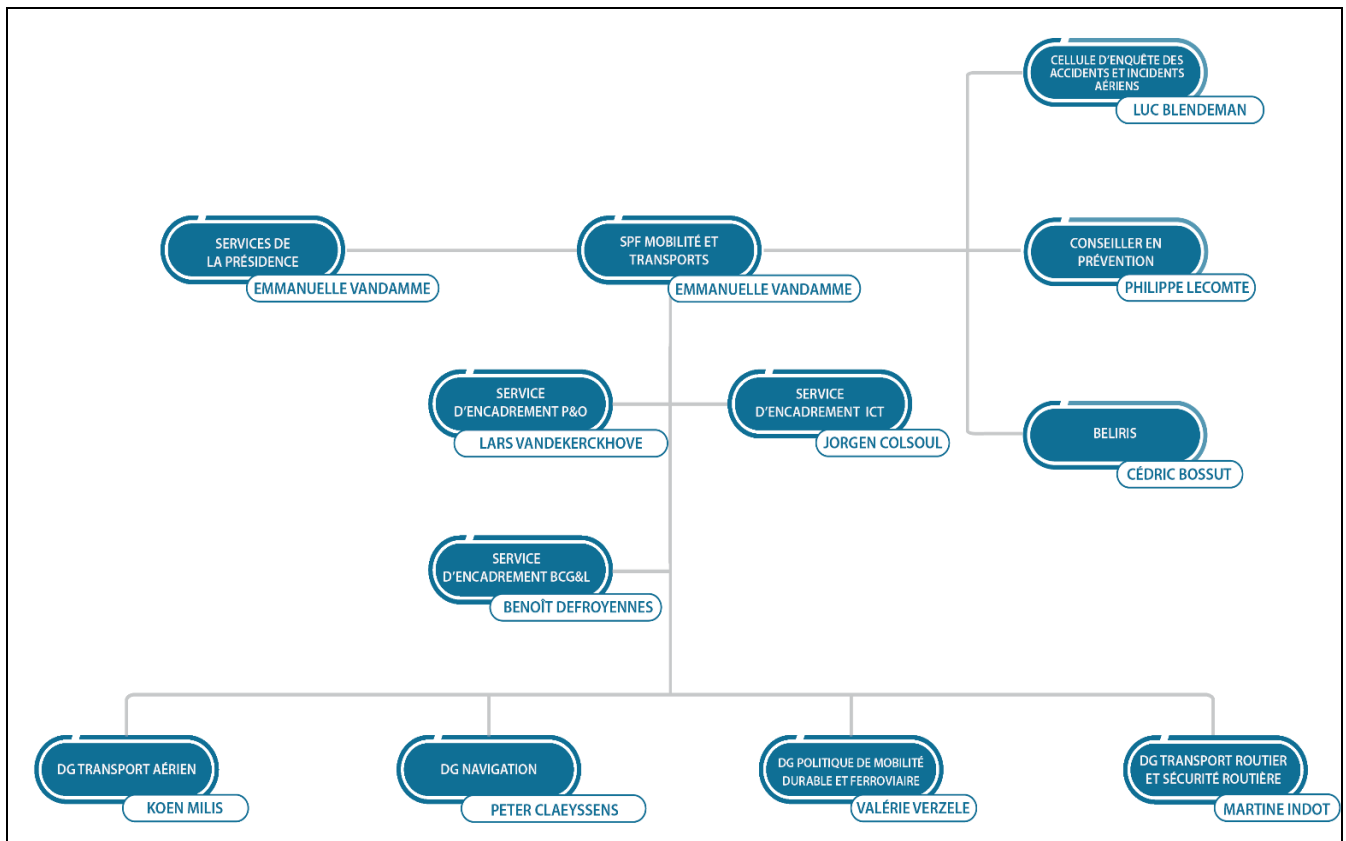 CELLULE D'ENQUÊTE DES
ACCIDENTS ET INCIDENTS
AÉRIENS
LUC BLENDEMAN
SERVICES DE
LA PRÉSIDENCE
EMMANUELLE VANDAMME
SPF MOBILITÉ ET
TRANSPORTS
EMMANUELLE VANDAMME
CONSEILLER EN
PRÉVENTION
PHILIPPE LECOMTE
SERVICE
D'ENCADREMENT P&O
LARS VANDEKERCKHOVE
SERVICE
D'ENCADREMENT ICT
JORGEN COLSOUL
BELIRIS
CÉDRIC BOSSUT
SERVICE
D'ENCADREMENT BCG&L
BENOÎT DEFROYENNES
DG TRANSPORT AÉRIEN
KOEN MILIS
DG NAVIGATION
PETER CLAEYSSENS
DG POLITIQUE DE MOBILITÉ
DURABLE ET FERROVIAIRE
VALÉRIE VERZELE
DG TRANSPORT ROUTIER
ET SÉCURITÉ ROUTIÈRE
MARTINE INDOT